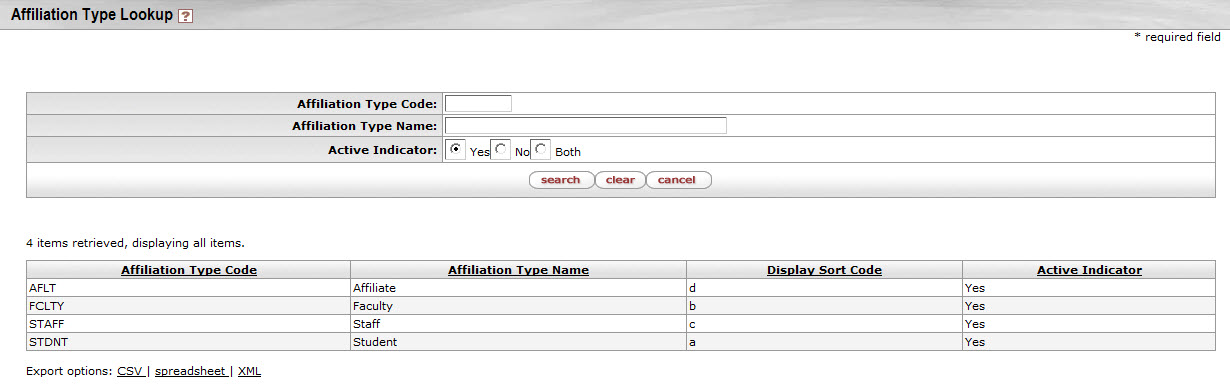 Affiliation Type Lookup ?
* required field
Affiliation Type Code:
Affiliation Type Name:
Active Indicator: Yes No Both
search clear cancel
4 items retrieved, displaying all items.
Affiliation Type Code Affiliation Type Name Display Sort Code Active Indicator
AFLT Affiliate d Yes
FCLTY Faculty b Yes
STAFF Staff c Yes
STDNT Student a Yes
Export options: CSV | spreadsheet | XML